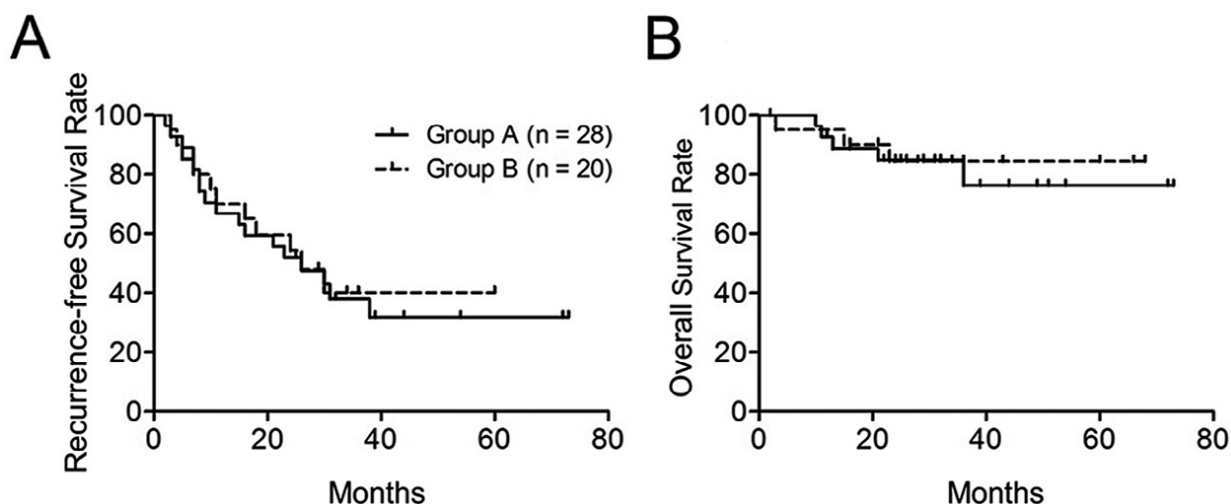 A
Recurrence-free Survival Rate
100
80
60
40
20
0
0 20 40 60 80
Months
Group A (n = 28)
Group B (n = 20)
B
Overall Survival Rate
100
80
60
40
20
0
0 20 40 60 80
Months